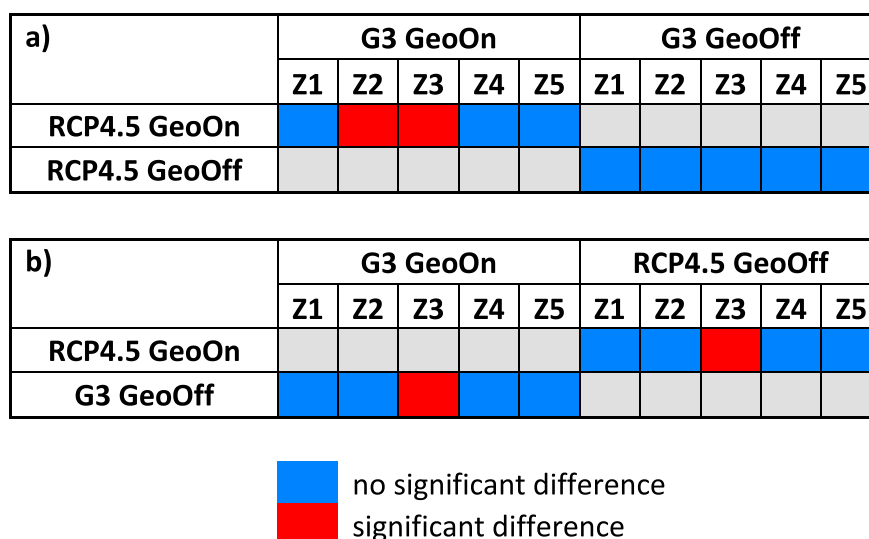 a) G3 GeoOn G3 GeoOff
Z1 Z2 Z3 Z4 Z5 Z1 Z2 Z3 Z4 Z5
RCP4.5 GeoOn
RCP4.5 GeoOff
b) G3 GeoOn RCP4.5 GeoOff
Z1 Z2 Z3 Z4 Z5 Z1 Z2 Z3 Z4 Z5
RCP4.5 GeoOn
G3 GeoOff
no significant difference
significant difference